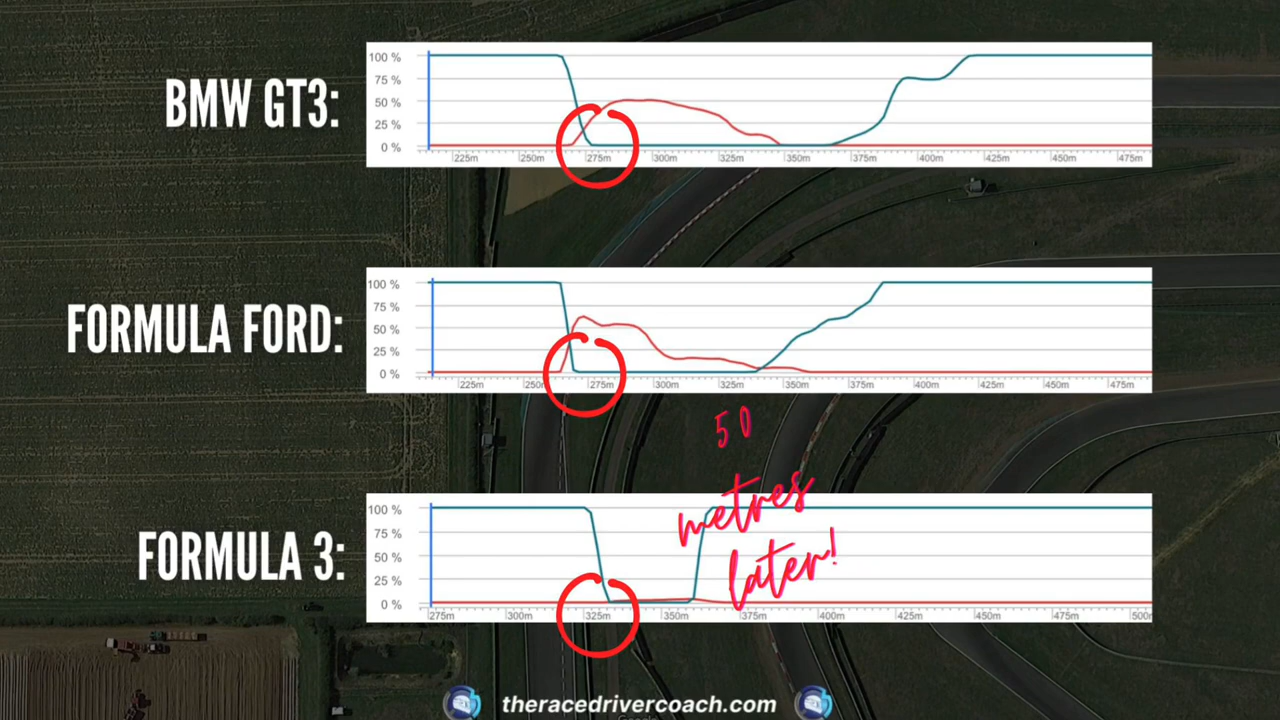 BMW GT3:
100 %
75 %
50 %
25 %
0 %
225m 250m 275m 300m 325m 350m 375m 400m 425m 450m 475m
FORMULA FORD:
100 %
75 %
50 %
25 %
0 %
225m 250m 275m 300m 325m 350m 375m 400m 425m 450m 475m
50
metres
later!
FORMULA 3:
100 %
75 %
50 %
25 %
0 %
275m 300m 325m 350m 375m 400m 425m 450m 475m 500m
theracedrivercoach.com